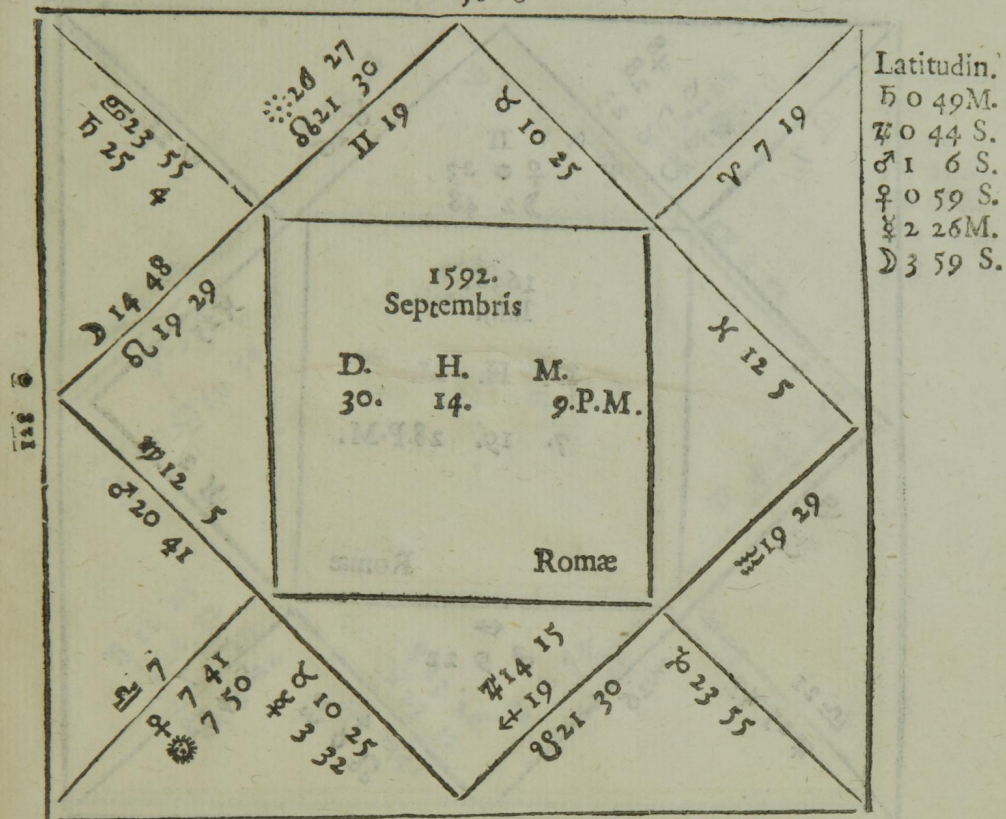 26 27
☊ 21 30
♊ 19
♉ 10 25
♈ 7 19
♋ 23 55
♄ 25 4
☽ 14 48
♌ 19 29
♍ 12 5
♂ 20 41
♎ 7
♀ 7 41
☉ 7 50
10 25
☿ 3 32
♃ 14 15
♐ 19
☋ 21 30
♑ 23 55
♒ 19 29
♓ 12 5
1592.
Septembris
D. H. M.
30. 14. 9.P.M.
Romæ
Latitudin.
♄ 0 49M.
♃ 0 44 S.
♂ 1 6 S.
♀ 0 59 S.
☿ 2 26M.
☽ 3 59 S.